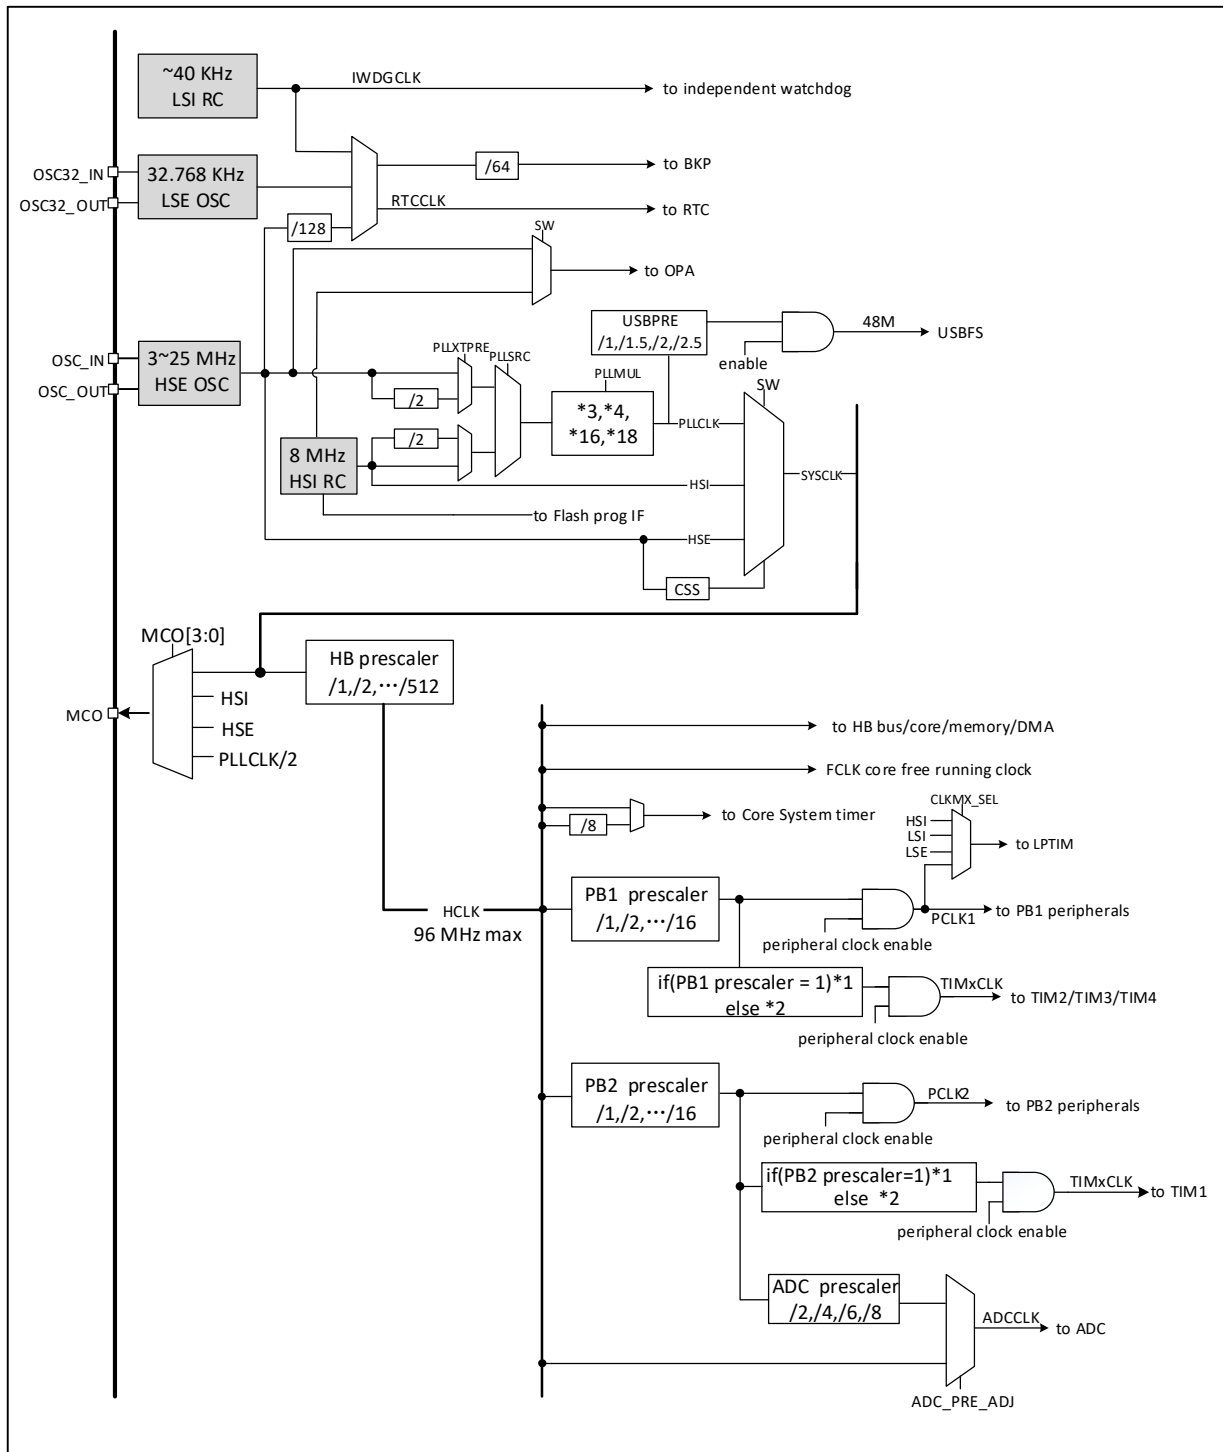 ~40 KHz
LSI RC
IWDGCLK
to independent watchdog
OSC32_IN
OSC32_OUT
32.768 KHz
LSE OSC
/64
to BKP
RTCCLK
to RTC
/128
SW
to OPA
OSC_IN
OSC_OUT
3~25 MHz
HSE OSC
PLLXTPRE
PLLSRC
/2
/2
8 MHz
HSI RC
PLLMUL
*3,*4,
*16,*18
USBPRE
/1,/1.5,/2,/2.5
enable
48M
USBFS
SW
PLLCLK
HSI
HSE
SYSCLK
to Flash prog IF
CSS
MCO[3:0]
HSI
HSE
PLLCLK/2
MCO
HB prescaler
/1,/2,···/512
HCLK
96 MHz max
to HB bus/core/memory/DMA
FCLK core free running clock
/8
to Core System timer
CLKMX_SEL
HSI
LSI
LSE
to LPTIM
PB1 prescaler
/1,/2,···/16
peripheral clock enable
PCLK1
to PB1 peripherals
if(PB1 prescaler = 1)*1
else *2
peripheral clock enable
TIMxCLK
to TIM2/TIM3/TIM4
PB2 prescaler
/1,/2,···/16
peripheral clock enable
PCLK2
to PB2 peripherals
if(PB2 prescaler=1)*1
else *2
peripheral clock enable
TIMxCLK
to TIM1
ADC prescaler
/2,/4,/6,/8
ADCCLK
to ADC
ADC_PRE_ADJ